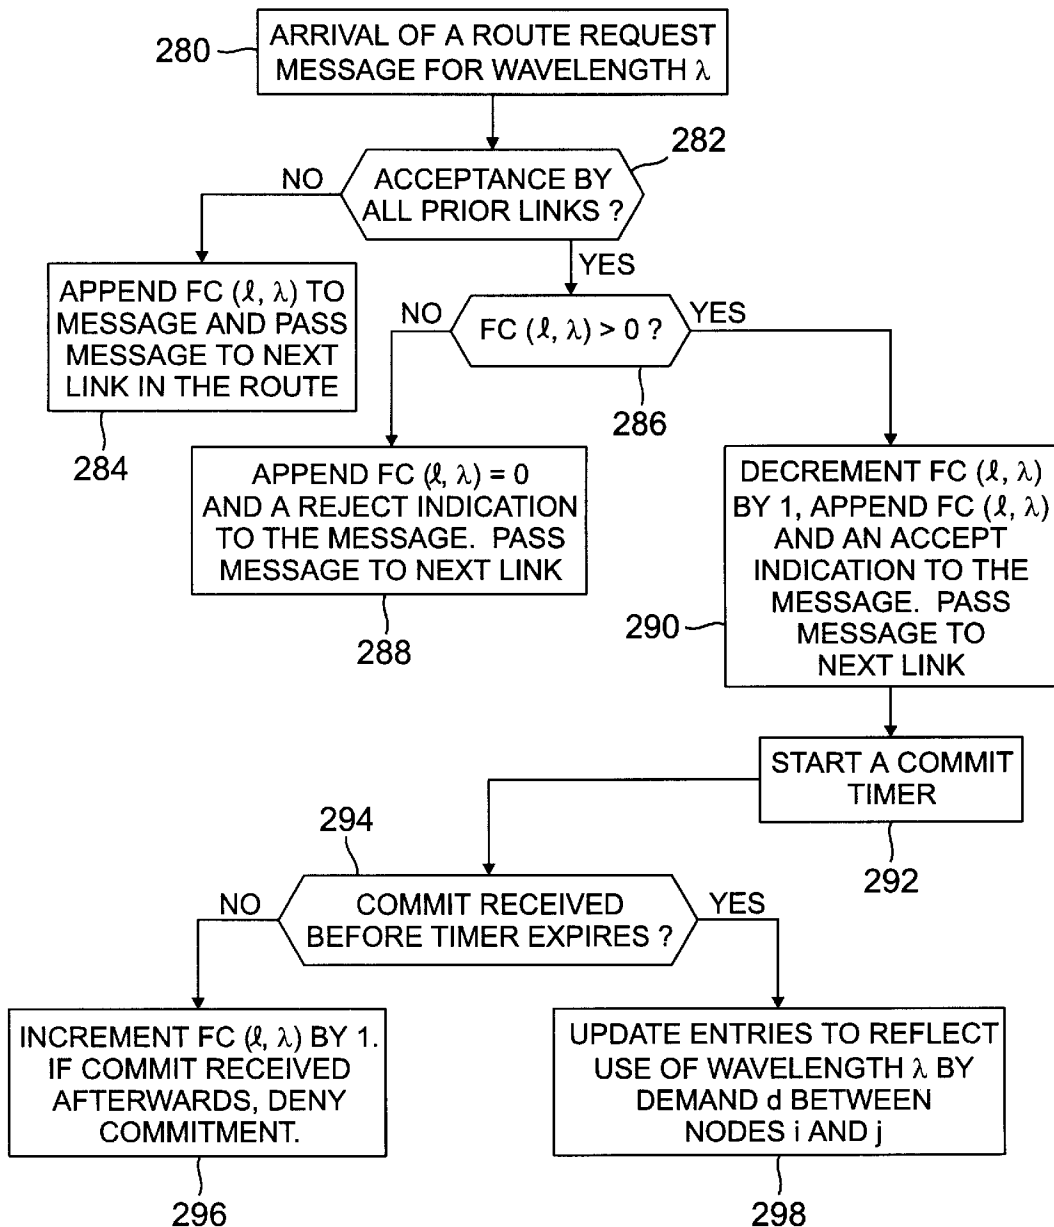 280
ARRIVAL OF A ROUTE REQUEST
MESSAGE FOR WAVELENGTH λ
282
NO
ACCEPTANCE BY
ALL PRIOR LINKS ?
YES
APPEND FC (ℓ, λ) TO
MESSAGE AND PASS
MESSAGE TO NEXT
LINK IN THE ROUTE
284
NO
FC (ℓ, λ) > 0 ?
YES
286
APPEND FC (ℓ, λ) = 0
AND A REJECT INDICATION
TO THE MESSAGE. PASS
MESSAGE TO NEXT LINK
288
DECREMENT FC (ℓ, λ)
BY 1, APPEND FC (ℓ, λ)
AND AN ACCEPT
INDICATION TO THE
MESSAGE. PASS
MESSAGE TO
NEXT LINK
290
START A COMMIT
TIMER
292
294
NO
COMMIT RECEIVED
BEFORE TIMER EXPIRES ?
YES
INCREMENT FC (ℓ, λ) BY 1.
IF COMMIT RECEIVED
AFTERWARDS, DENY
COMMITMENT.
296
UPDATE ENTRIES TO REFLECT
USE OF WAVELENGTH λ BY
DEMAND d BETWEEN
NODES i AND j
298